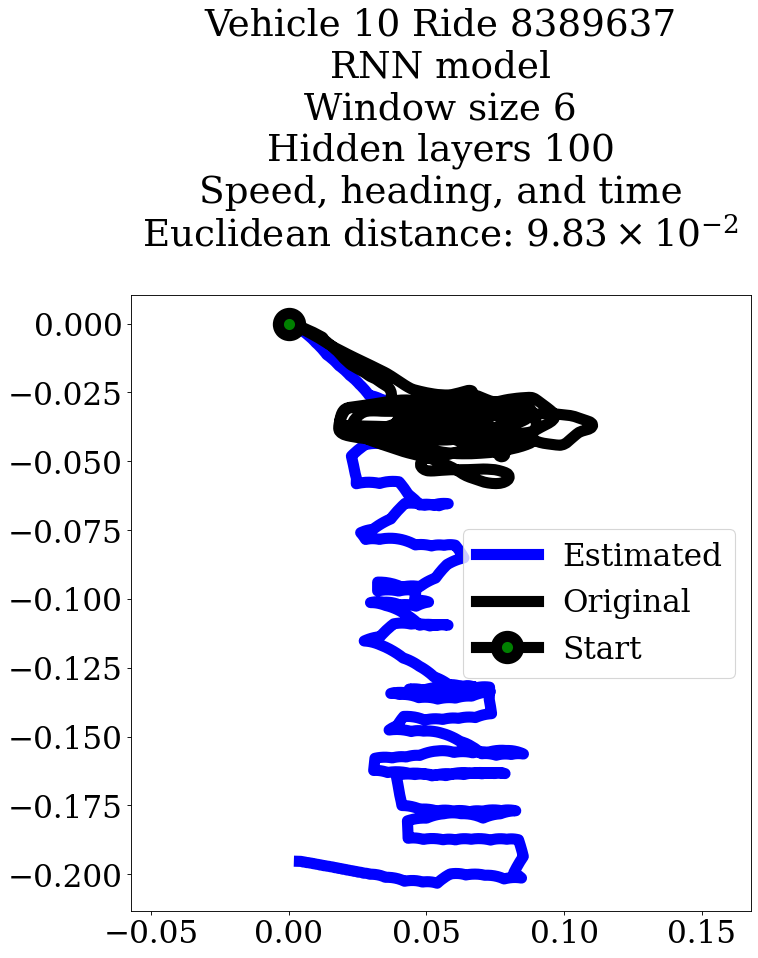 Vehicle 10 Ride 8389637
RNN model
Window size 6
Hidden layers 100
Speed, heading, and time
Euclidean distance: 9.83 × 10⁻²
0.000
−0.025
−0.050
−0.075
−0.100
−0.125
−0.150
−0.175
−0.200
Estimated
Original
Start
−0.05 0.00 0.05 0.10 0.15